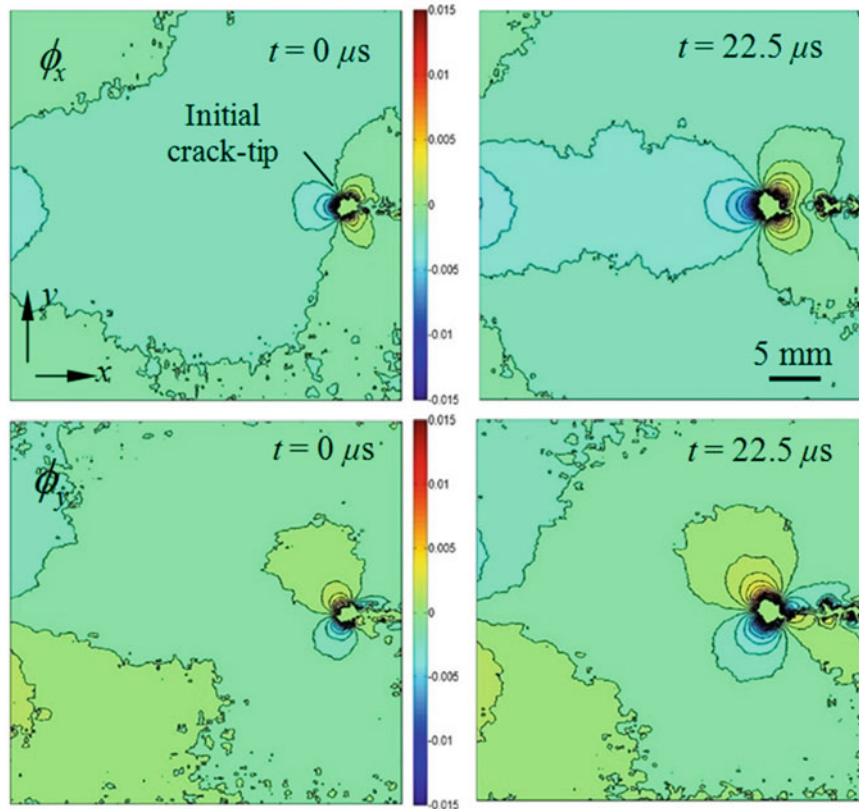 ϕx
t = 0 μs
Initial
crack-tip
y
x
0.015
0.01
0.005
0
-0.005
-0.01
-0.015
t = 22.5 μs
5 mm
ϕy
t = 0 μs
0.015
0.01
0.005
0
-0.005
-0.01
-0.015
t = 22.5 μs